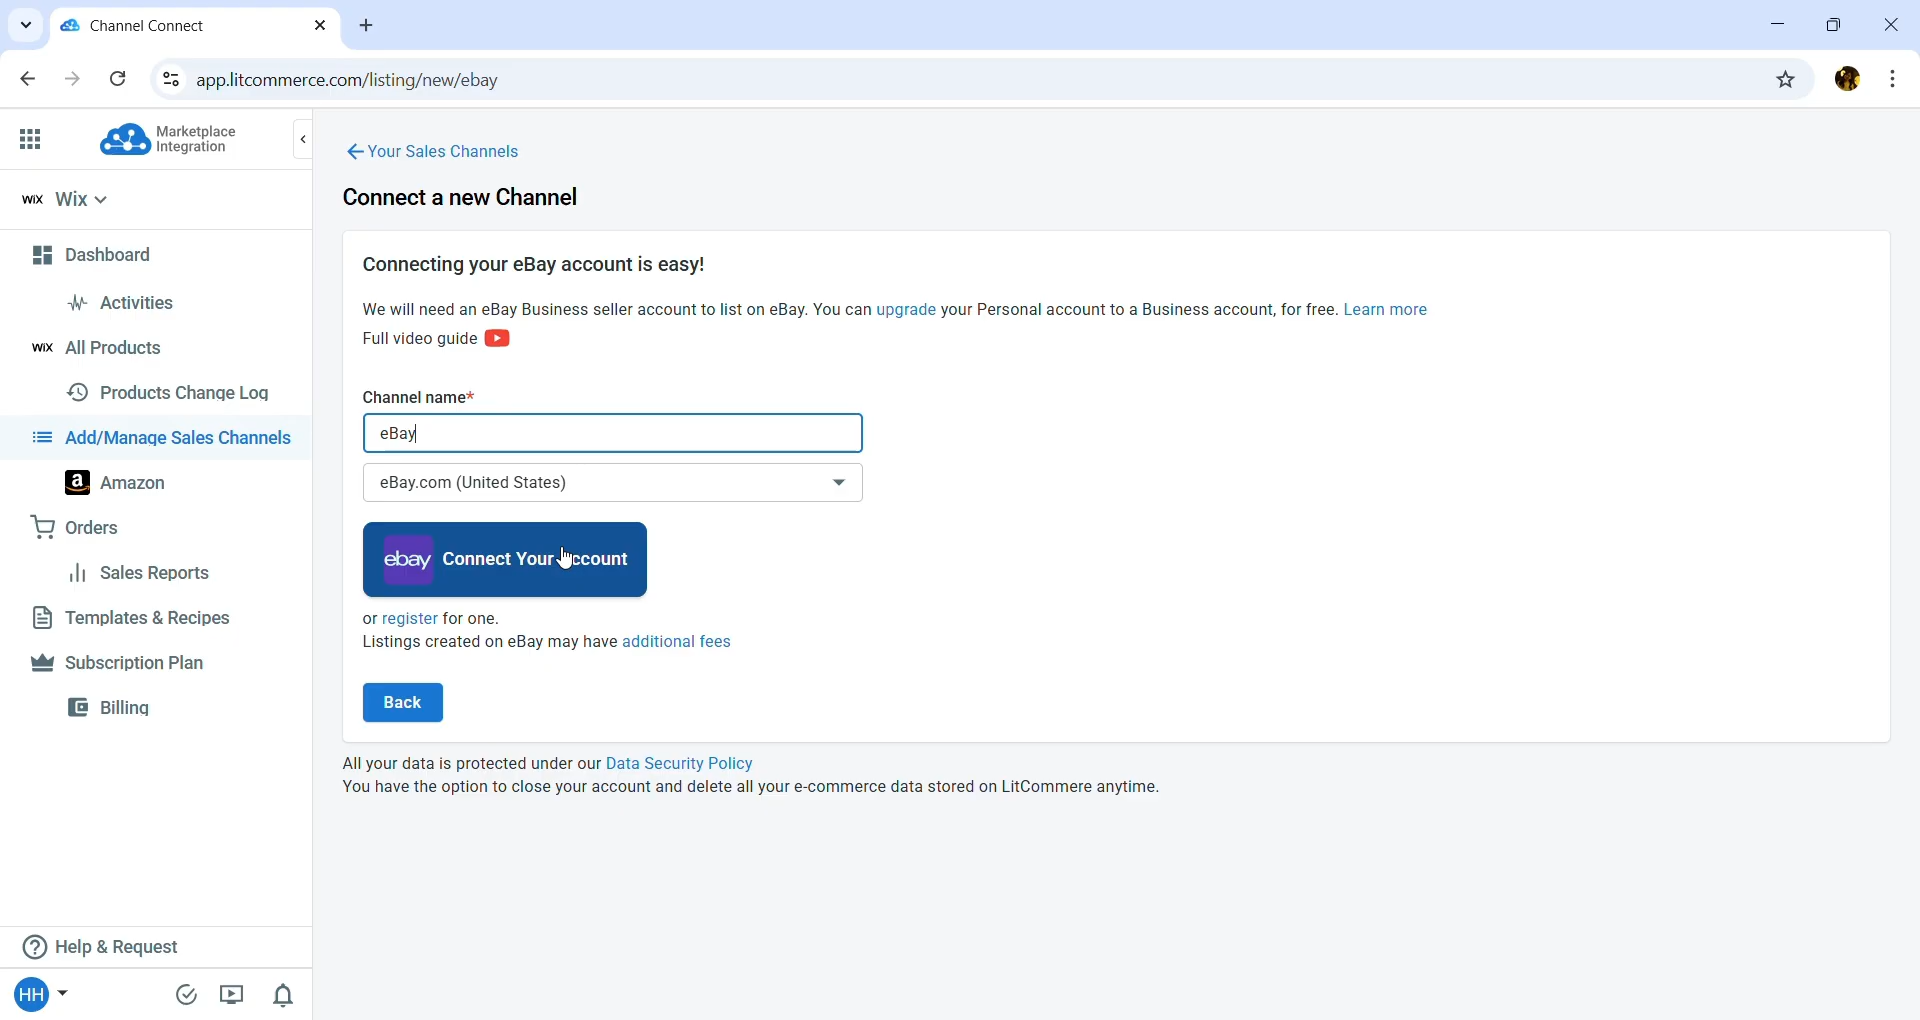 Channel Connect
app.litcommerce.com/listing/new/ebay
Marketplace
Integration
WIX Wix
Dashboard
Activities
WIX All Products
Products Change Log
Add/Manage Sales Channels
a Amazon
Orders
Sales Reports
Templates & Recipes
Subscription Plan
Billing
Help & Request
HH
Your Sales Channels
Connect a new Channel
Connecting your eBay account is easy!
We will need an eBay Business seller account to list on eBay. You can upgrade your Personal account to a Business account, for free. Learn more
Full video guide
Channel name*
eBay
eBay.com (United States)
ebay Connect Your Account
or register for one.
Listings created on eBay may have additional fees
Back
All your data is protected under our Data Security Policy
You have the option to close your account and delete all your e-commerce data stored on LitCommere anytime.